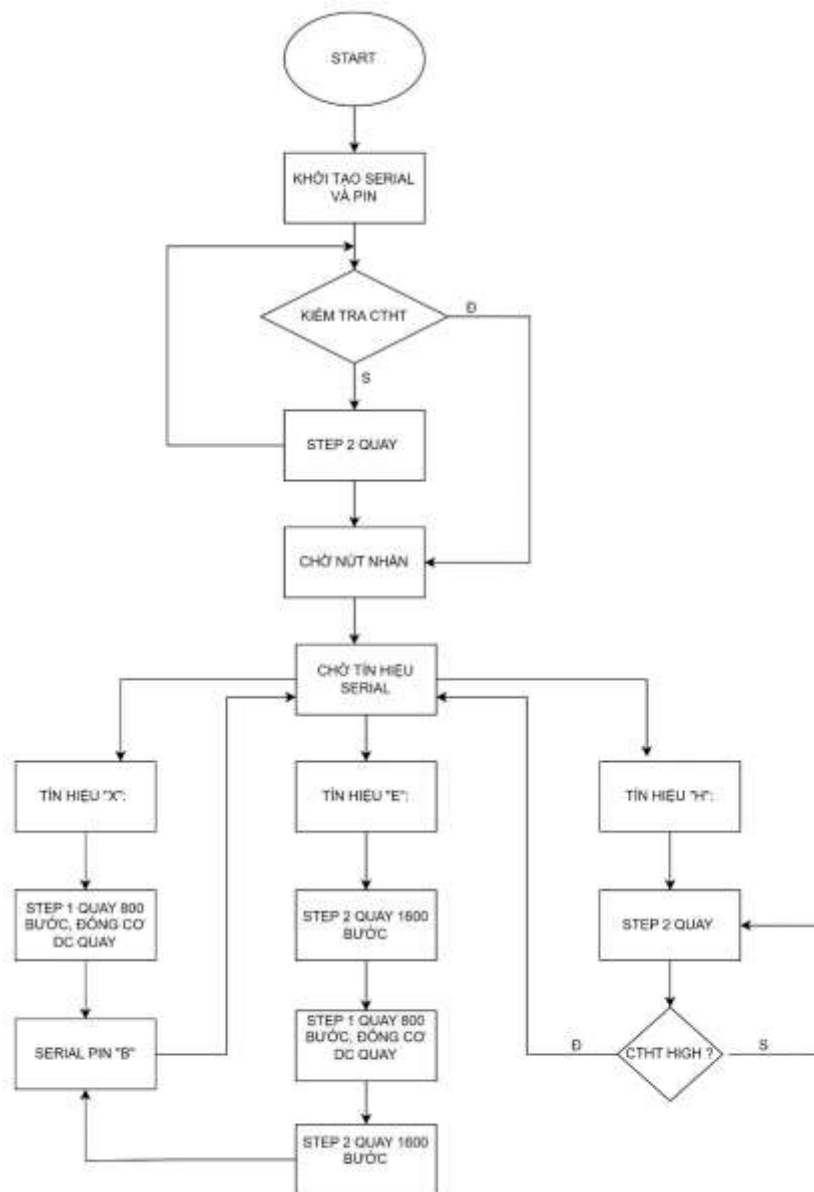 START
KHỞI TẠO SERIAL
VÀ PIN
KIỂM TRA CTHT
Đ
S
STEP 2 QUAY
CHỜ NÚT NHẤN
CHỜ TÍN HIỆU
SERIAL
TÍN HIỆU "X":
TÍN HIỆU "E":
TÍN HIỆU "H":
STEP 1 QUAY 800
BƯỚC, ĐỘNG CƠ
DC QUAY
STEP 2 QUAY 1600
BƯỚC
STEP 2 QUAY
SERIAL PIN "B"
STEP 1 QUAY 800
BƯỚC, ĐỘNG CƠ
DC QUAY
Đ
CTHT HIGH ?
S
STEP 2 QUAY 1600
BƯỚC